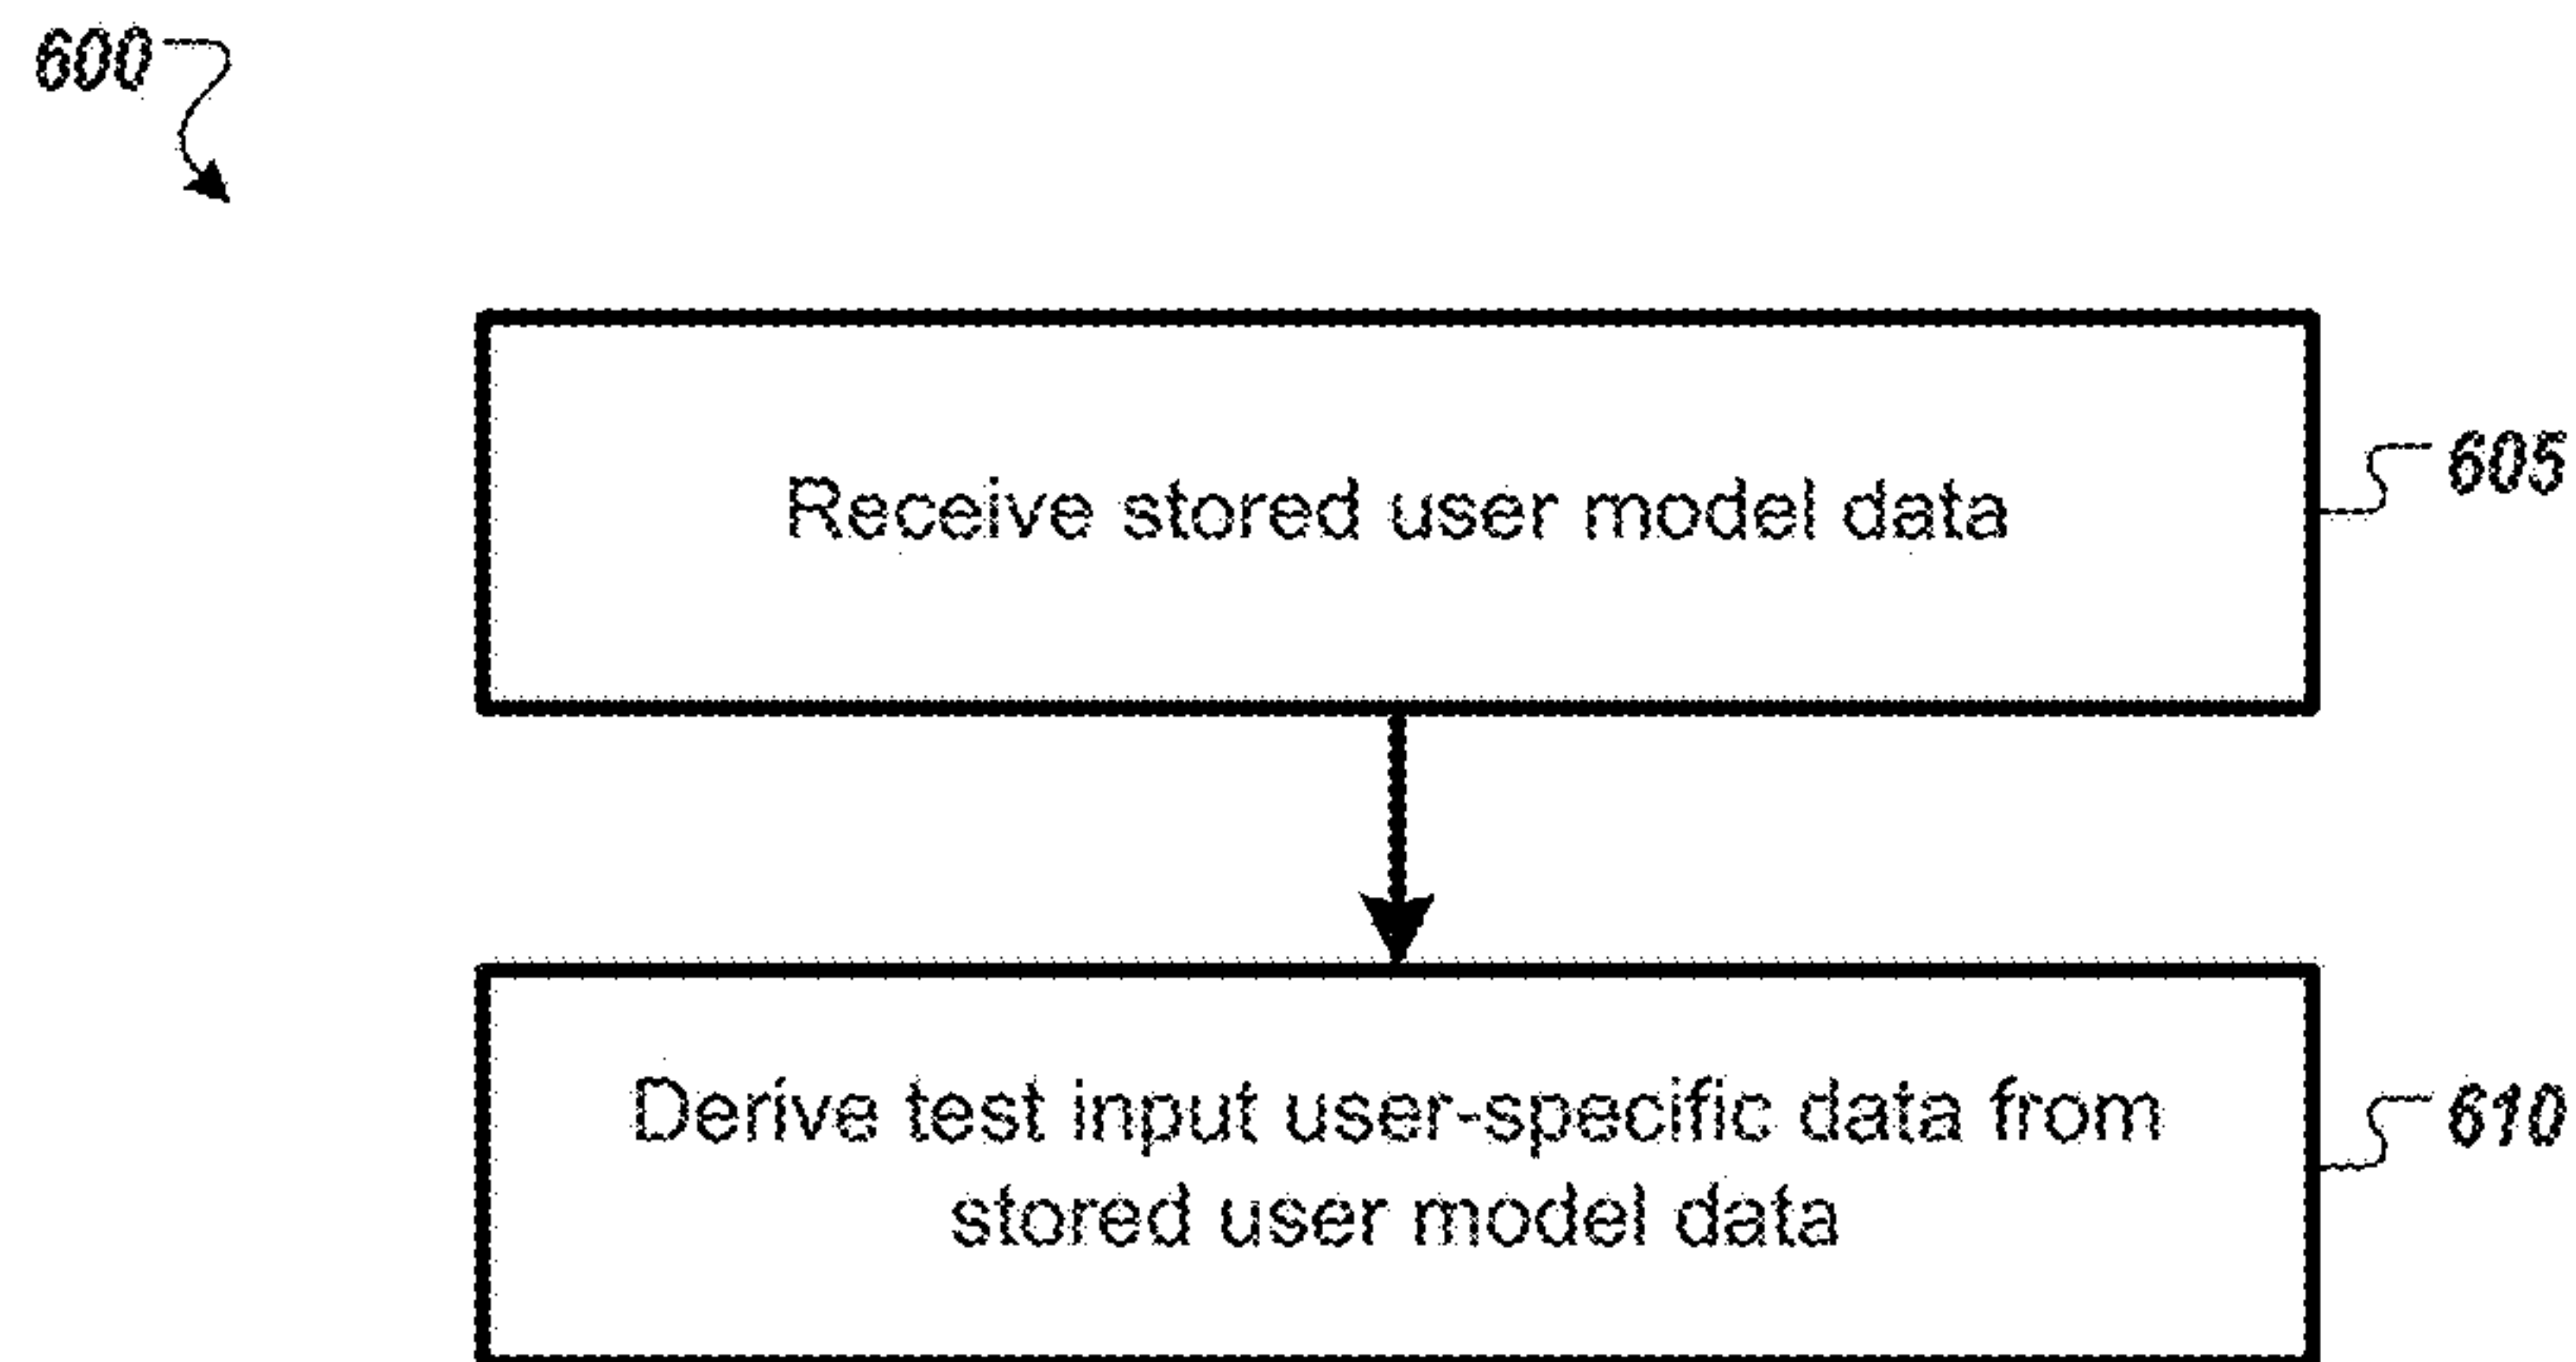 600
Receive stored user model data
605
Derive test input user-specific data from
stored user model data
610